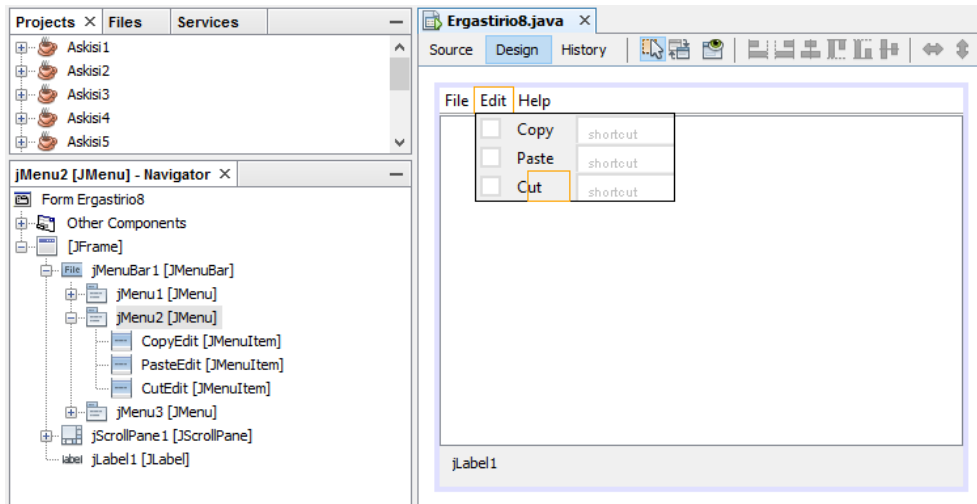 Projects × Files Services
Askisi1
Askisi2
Askisi3
Askisi4
Askisi5
jMenu2 [JMenu] - Navigator ×
Form Ergastirio8
Other Components
[JFrame]
File jMenuBar1 [JMenuBar]
jMenu1 [JMenu]
jMenu2 [JMenu]
CopyEdit [JMenuItem]
PasteEdit [JMenuItem]
CutEdit [JMenuItem]
jMenu3 [JMenu]
jScrollPane1 [JScrollPane]
label jLabel1 [JLabel]
Ergastirio8.java ×
Source Design History
File Edit Help
Copy shortcut
Paste shortcut
Cut shortcut
jLabel1